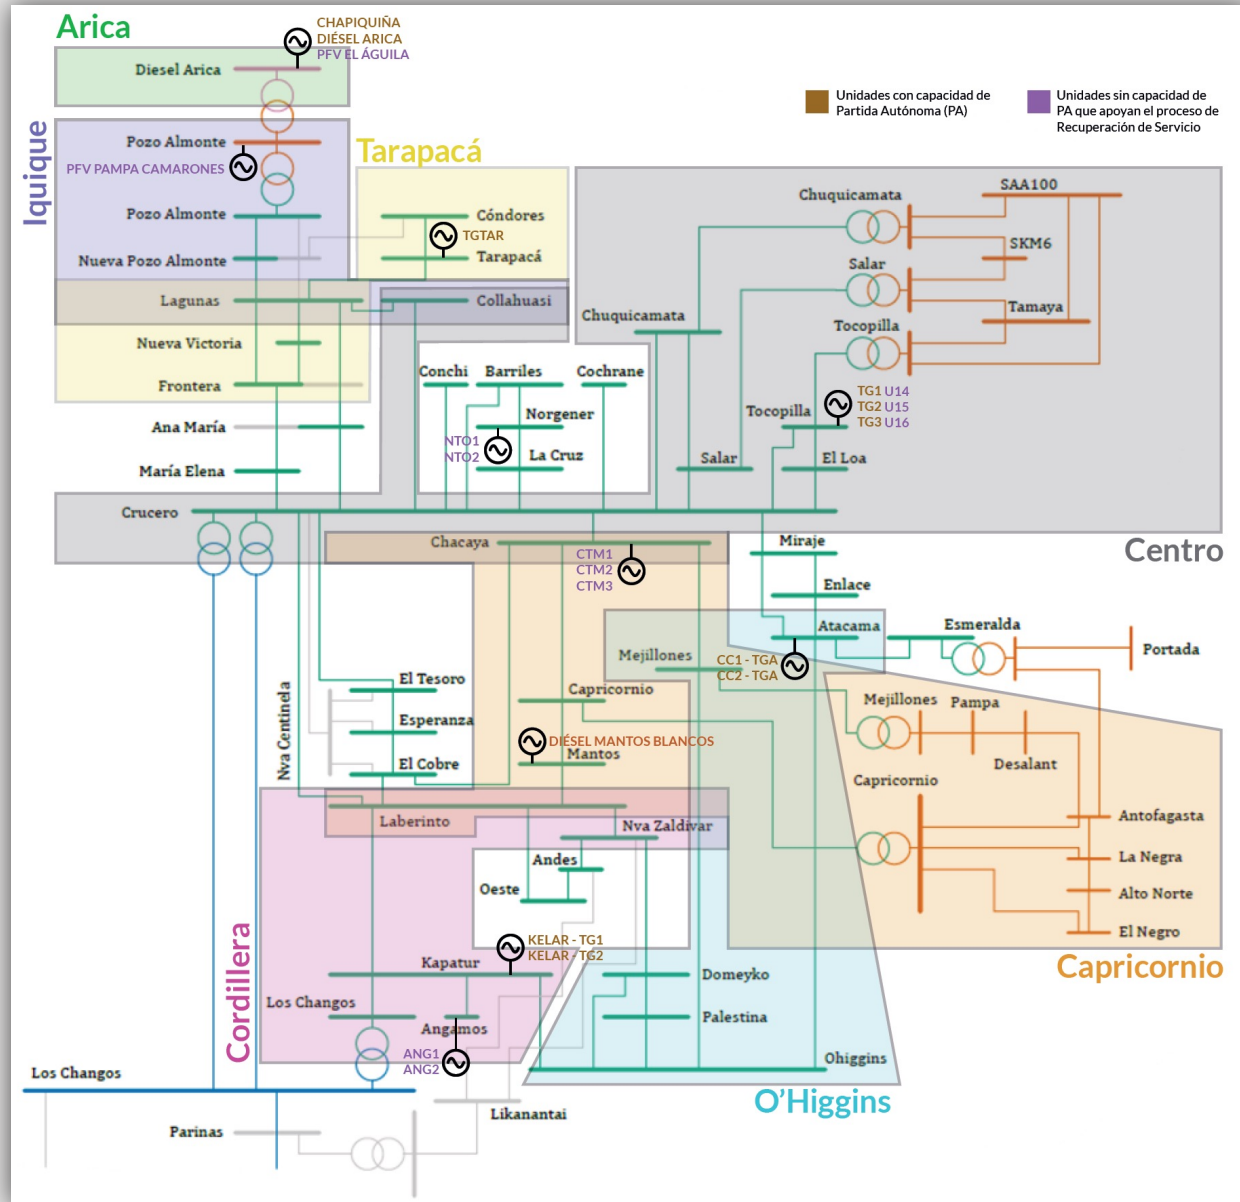 Arica
CHAPIQUIÑA
DIÉSEL ARICA
PFV EL ÁGUILA
Diesel Arica
Unidades con capacidad de
Partida Autónoma (PA)
Unidades sin capacidad de
PA que apoyan el proceso de
Recuperación de Servicio
Iquique
Pozo Almonte
PFV PAMPA CAMARONES
Pozo Almonte
Nueva Pozo Almonte
Tarapacá
Cóndores
TGTAR
Tarapacá
Lagunas
Collahuasi
Nueva Victoria
Frontera
Ana María
María Elena
Crucero
Conchi
Barriles
Cochrane
Norgener
NTO1
NTO2
La Cruz
Chuquicamata
SAA100
SKM6
Salar
Tamaya
Tocopilla
Chuquicamata
TG1 U14
TG2 U15
TG3 U16
Tocopilla
Salar
El Loa
Centro
Chacaya
CTM1
CTM2
CTM3
Miraje
Enlace
Atacama
Esmeralda
Portada
Mejillones
CC1 - TGA
CC2 - TGA
Capricornio
DIÉSEL MANTOS BLANCOS
Mantos
Nva Centinela
El Tesoro
Esperanza
El Cobre
Mejillones
Pampa
Desalant
Capricornio
Antofagasta
La Negra
Alto Norte
El Negro
Capricornio
Laberinto
Nva Zaldívar
Andes
Oeste
Cordillera
KELAR - TG1
KELAR - TG2
Kapatur
Los Changos
Angamos
ANG1
ANG2
Domeyko
Palestina
Ohiggins
O'Higgins
Los Changos
Likanantai
Parinas